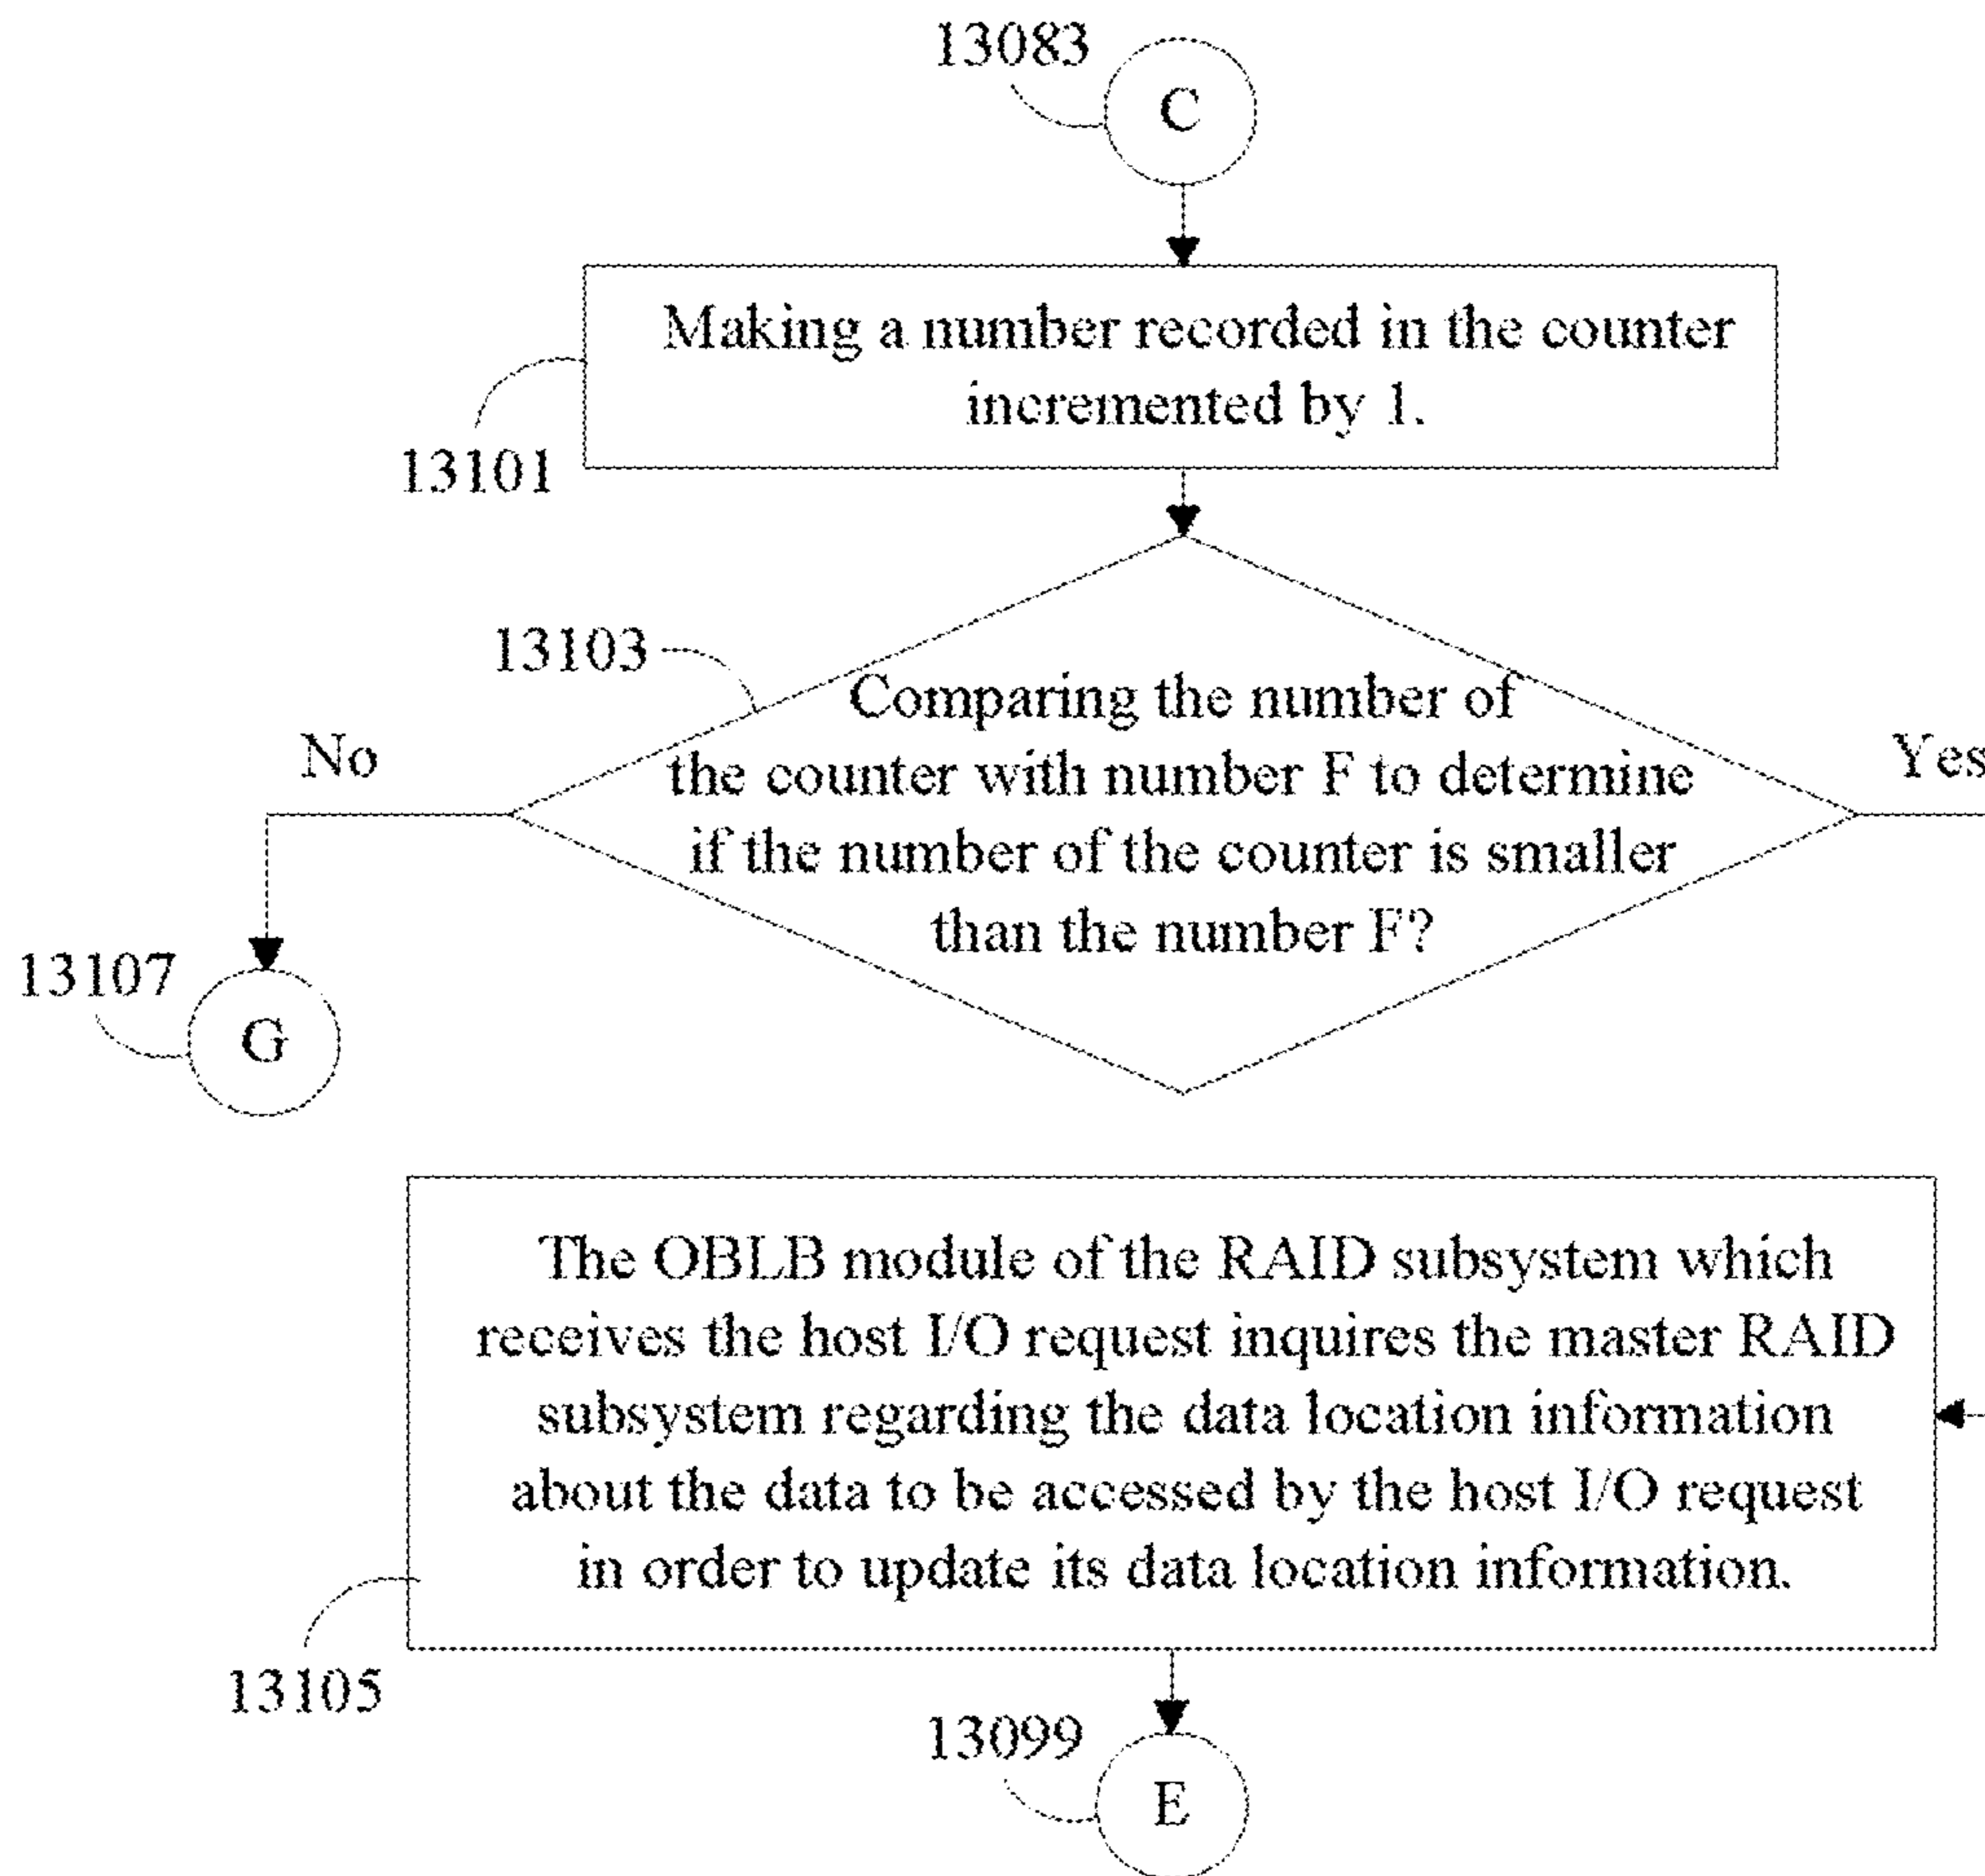 13083
C
Making a number recorded in the counter
incremented by 1.
13101
13103
Comparing the number of
the counter with number F to determine
if the number of the counter is smaller
than the number F?
No
Yes
13107
G
The OBLB module of the RAID subsystem which
receives the host I/O request inquires the master RAID
subsystem regarding the data location information
about the data to be accessed by the host I/O request
in order to update its data location information.
13105
13099
E